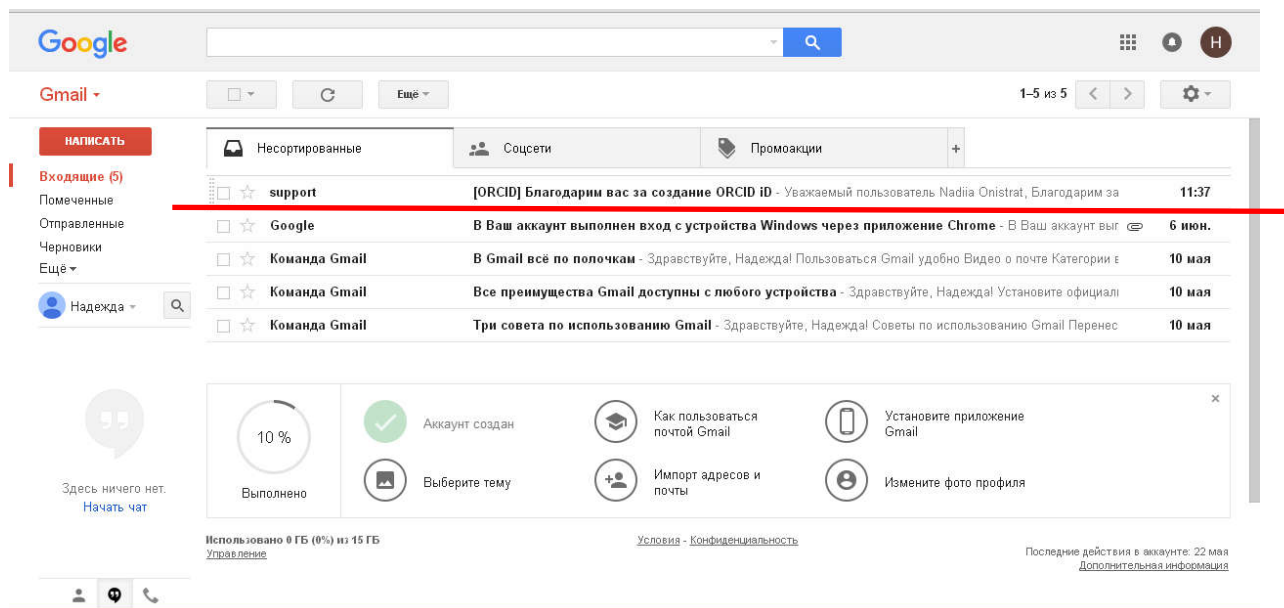 Google
Н
Gmail
Ещё
1–5 из 5
НАПИСАТЬ
Несортированные
Соцсети
Промоакции
+
Входящие (5)
Помеченные
Отправленные
Черновики
Ещё
Надежда
support [ORCID] Благодарим вас за создание ORCID iD - Уважаемый пользователь Nadiia Onistrat, Благодарим за 11:37
Google В Ваш аккаунт выполнен вход с устройства Windows через приложение Chrome - В Ваш аккаунт вып 6 июн.
Команда Gmail В Gmail всё по полочкам - Здравствуйте, Надежда! Пользоваться Gmail удобно Видео о почте Категории в 10 мая
Команда Gmail Все преимущества Gmail доступны с любого устройства - Здравствуйте, Надежда! Установите официаль 10 мая
Команда Gmail Три совета по использованию Gmail - Здравствуйте, Надежда! Советы по использованию Gmail Перенес 10 мая
10 %
Выполнено
Аккаунт создан
Как пользоваться
почтой Gmail
Установите приложение
Gmail
Выберите тему
Импорт адресов и
почты
Измените фото профиля
Здесь ничего нет.
Начать чат
Использовано 0 ГБ (0%) из 15 ГБ
Управление
Условия - Конфиденциальность
Последние действия в аккаунте: 22 мая
Дополнительная информация